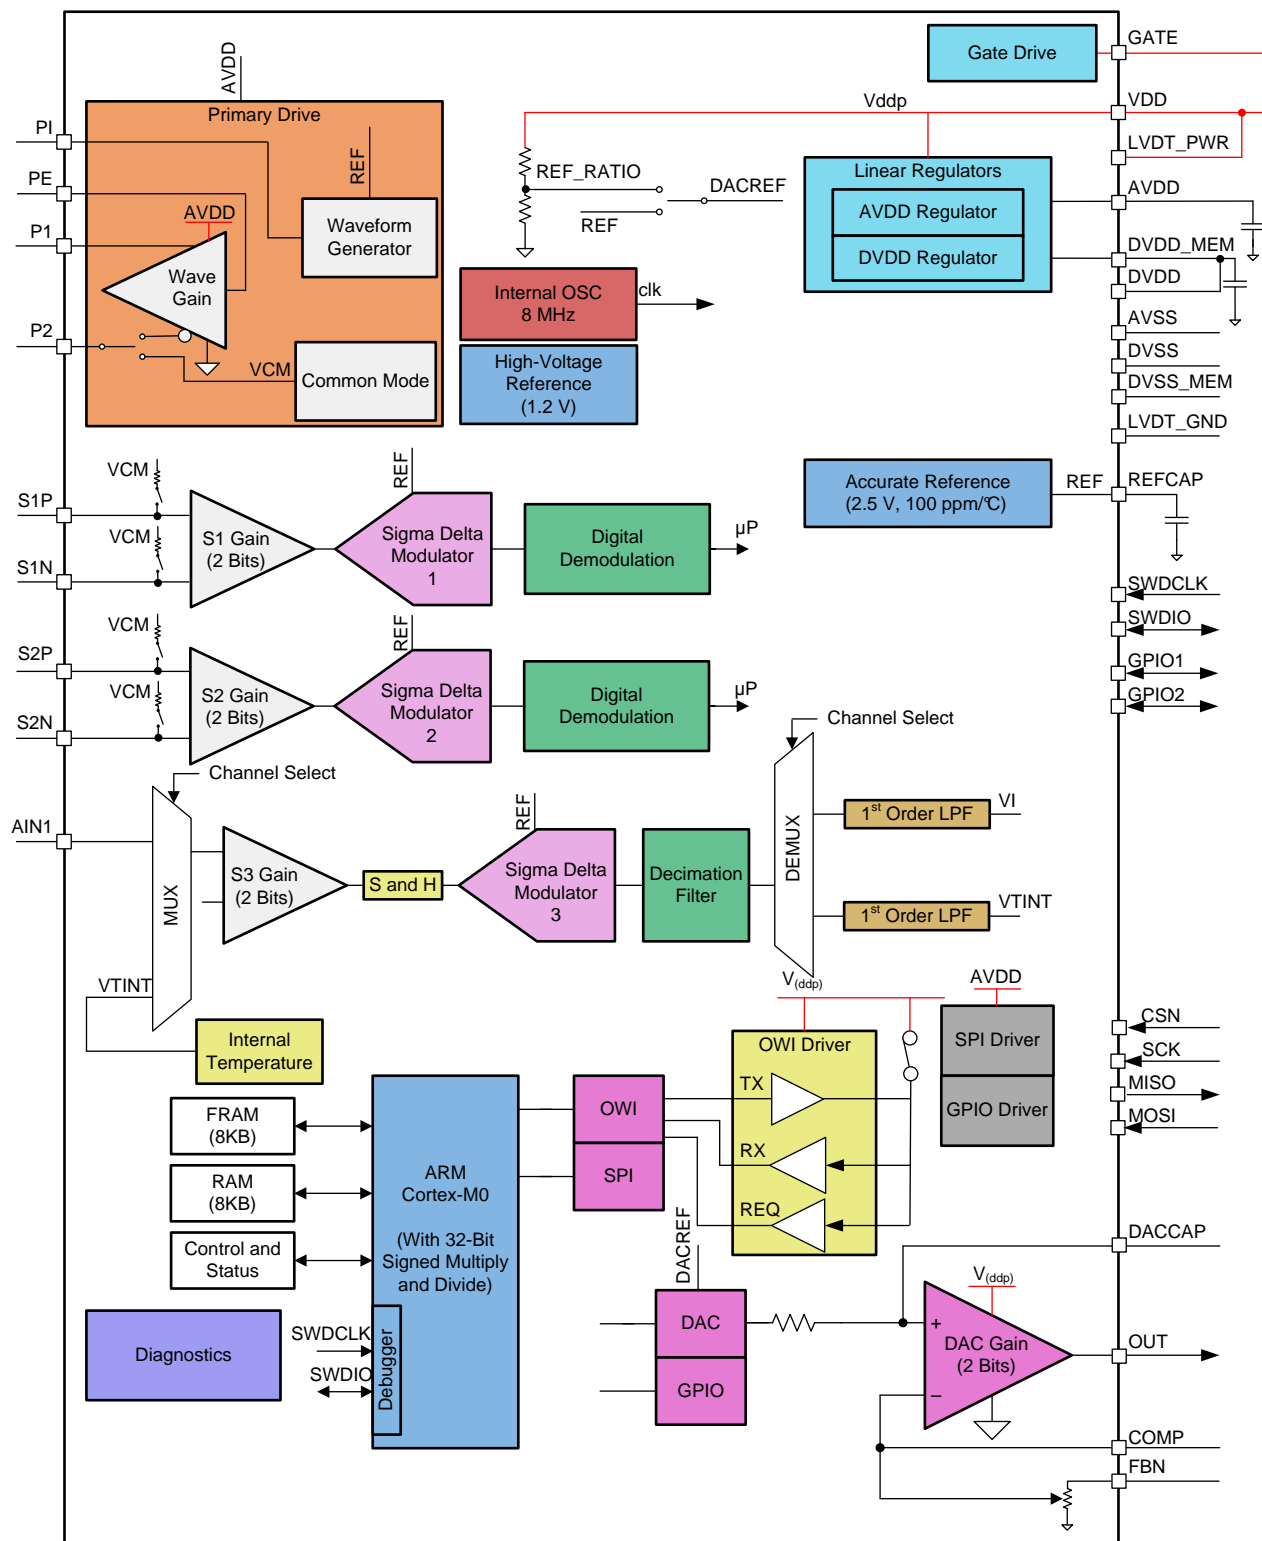 GATE
Gate Drive
AVDD
Primary Drive
PI
REF
PE
AVDD
P1
Waveform
Generator
Wave
Gain
P2
VCM
Common Mode
Vddp
VDD
LVDT_PWR
REF_RATIO
DACREF
REF
Linear Regulators
AVDD Regulator
DVDD Regulator
AVDD
DVDD_MEM
DVDD
AVSS
DVSS
DVSS_MEM
LVDT_GND
Internal OSC
8 MHz
clk
High-Voltage
Reference
(1.2 V)
Accurate Reference
(2.5 V, 100 ppm/°C)
REF
REFCAP
VCM
S1P
VCM
S1N
S1 Gain
(2 Bits)
REF
Sigma Delta
Modulator
1
Digital
Demodulation
µP
SWDCLK
SWDIO
GPIO1
GPIO2
VCM
S2P
VCM
S2N
S2 Gain
(2 Bits)
REF
Sigma Delta
Modulator
2
Digital
Demodulation
µP
Channel Select
Channel Select
AIN1
MUX
VTINT
S3 Gain
(2 Bits)
S and H
REF
Sigma Delta
Modulator
3
Decimation
Filter
DEMUX
1st Order LPF
VI
1st Order LPF
VTINT
Internal
Temperature
V(ddp)
AVDD
OWI Driver
TX
RX
REQ
SPI Driver
GPIO Driver
CSN
SCK
MISO
MOSI
FRAM
(8KB)
RAM
(8KB)
Control and
Status
ARM
Cortex-M0
(With 32-Bit
Signed Multiply
and Divide)
OWI
SPI
Diagnostics
SWDCLK
SWDIO
Debugger
DACREF
DAC
GPIO
DACCAP
V(ddp)
+
DAC Gain
(2 Bits)
−
OUT
COMP
FBN